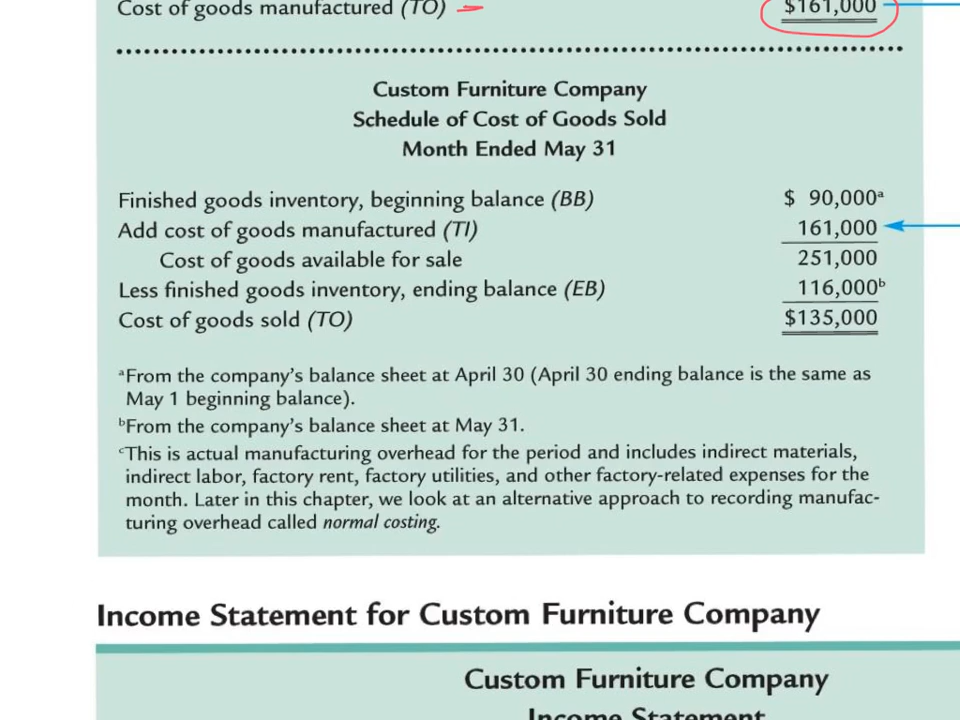 Cost of goods manufactured (TO) $161,000
Custom Furniture Company
Schedule of Cost of Goods Sold
Month Ended May 31
Finished goods inventory, beginning balance (BB) $ 90,000ᵃ
Add cost of goods manufactured (TI) 161,000
Cost of goods available for sale 251,000
Less finished goods inventory, ending balance (EB) 116,000ᵇ
Cost of goods sold (TO) $135,000
ᵃFrom the company's balance sheet at April 30 (April 30 ending balance is the same as
May 1 beginning balance).
ᵇFrom the company's balance sheet at May 31.
ᶜThis is actual manufacturing overhead for the period and includes indirect materials,
indirect labor, factory rent, factory utilities, and other factory-related expenses for the
month. Later in this chapter, we look at an alternative approach to recording manufac-
turing overhead called normal costing.
Income Statement for Custom Furniture Company
Custom Furniture Company
Income Statement